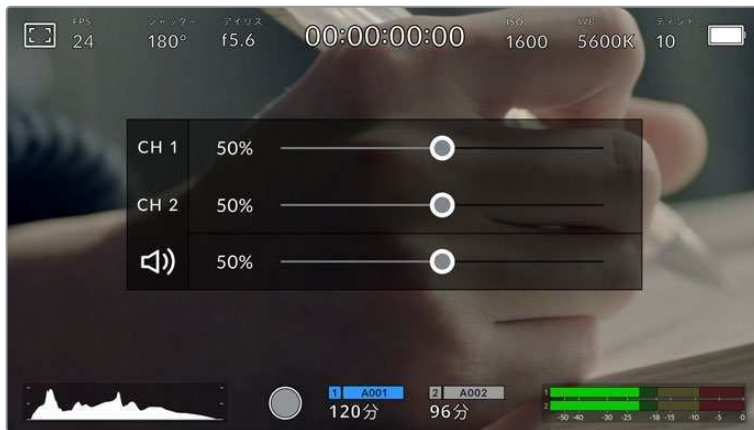 FPS シャッター アイリス ISO WB ティント
24 180° f5.6 00:00:00:00 1600 5600K 10
CH 1 50%
CH 2 50%
50%
1 A001 2 A002
120分 96分
1
2
-50 -40 -30 -25 -18 -15 -10 -5 0